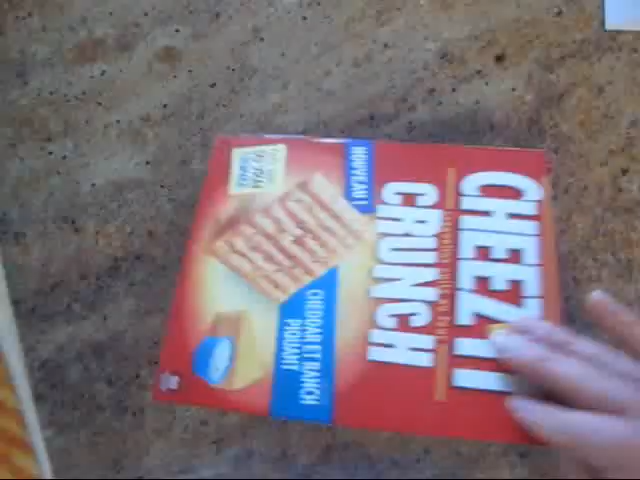 CHEEZ-IT
CRUNCH
NOUVEAU!
CHEDDAR ET RANCH
PIQUANT